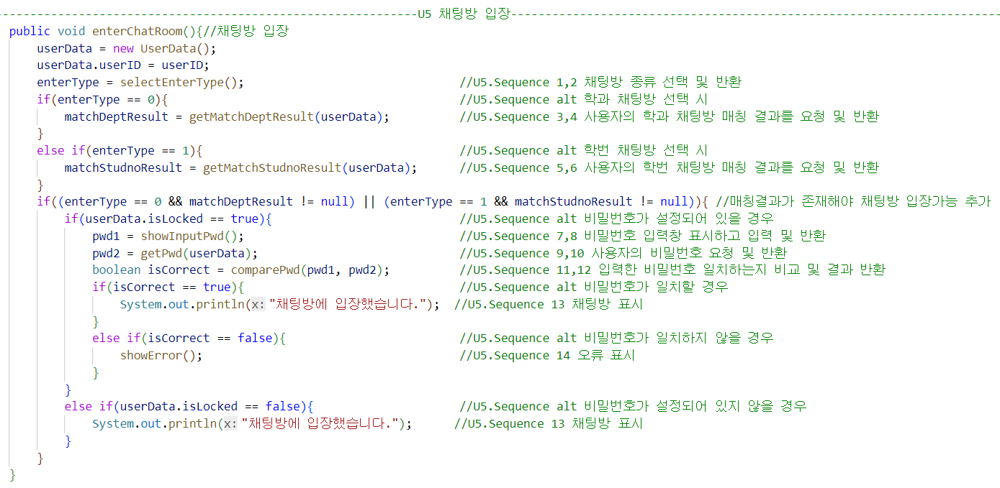 ------------------------------------------------------------U5 채팅방 입장-----------------------------------------------------------------------
public void enterChatRoom(){//채팅방 입장
    userData = new UserData();
    userData.userID = userID;
    enterType = selectEnterType();                               //U5.Sequence 1,2 채팅방 종류 선택 및 반환
    if(enterType == 0){                                          //U5.Sequence alt 학과 채팅방 선택 시
        matchDeptResult = getMatchDeptResult(userData);          //U5.Sequence 3,4 사용자의 학과 채팅방 매칭 결과를 요청 및 반환
    }
    else if(enterType == 1){                                     //U5.Sequence alt 학번 채팅방 선택 시
        matchStudnoResult = getMatchStudnoResult(userData);      //U5.Sequence 5,6 사용자의 학번 채팅방 매칭 결과를 요청 및 반환
    }
    if((enterType == 0 && matchDeptResult != null) || (enterType == 1 && matchStudnoResult != null)){ //매칭결과가 존재해야 채팅방 입장가능 추가
        if(userData.isLocked == true){                           //U5.Sequence alt 비밀번호가 설정되어 있을 경우
            pwd1 = showInputPwd();                               //U5.Sequence 7,8 비밀번호 입력창 표시하고 입력 및 반환
            pwd2 = getPwd(userData);                             //U5.Sequence 9,10 사용자의 비밀번호 요청 및 반환
            boolean isCorrect = comparePwd(pwd1, pwd2);          //U5.Sequence 11,12 입력한 비밀번호 일치하는지 비교 및 결과 반환
            if(isCorrect == true){                               //U5.Sequence alt 비밀번호가 일치할 경우
                System.out.println(x: "채팅방에 입장했습니다.");  //U5.Sequence 13 채팅방 표시
            }
            else if(isCorrect == false){                         //U5.Sequence alt 비밀번호가 일치하지 않을 경우
                showError();                                     //U5.Sequence 14 오류 표시
            }
        }
        else if(userData.isLocked == false){                     //U5.Sequence alt 비밀번호가 설정되어 있지 않을 경우
            System.out.println(x: "채팅방에 입장했습니다.");      //U5.Sequence 13 채팅방 표시
        }
    }
}